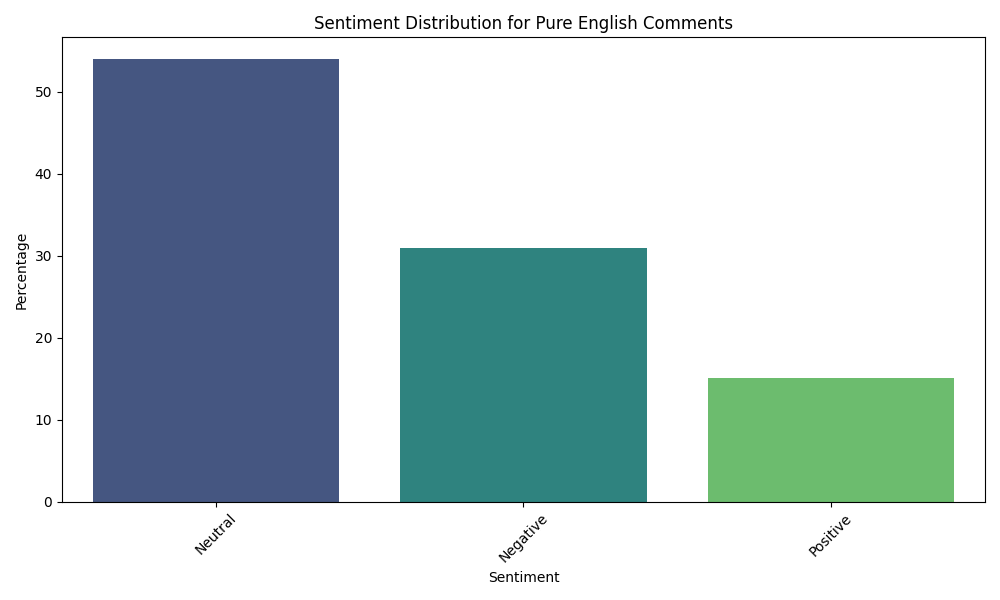 Sentiment Distribution for Pure English Comments
Percentage
50
40
30
20
10
0
Neutral
Negative
Positive
Sentiment